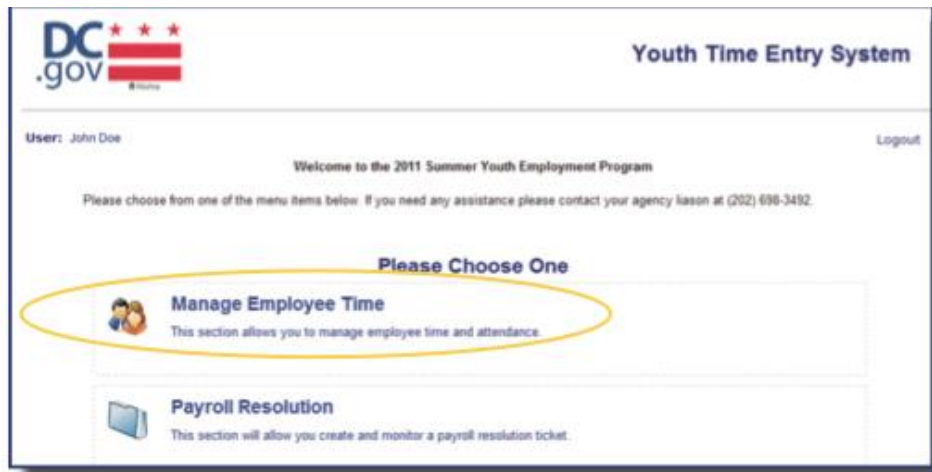 DC
.gov
Home
Youth Time Entry System
User: John Doe
Logout
Welcome to the 2011 Summer Youth Employment Program
Please choose from one of the menu items below. If you need any assistance please contact your agency liason at (202) 698-3492.
Please Choose One
Manage Employee Time
This section allows you to manage employee time and attendance.
Payroll Resolution
This section will allow you create and monitor a payroll resolution ticket.